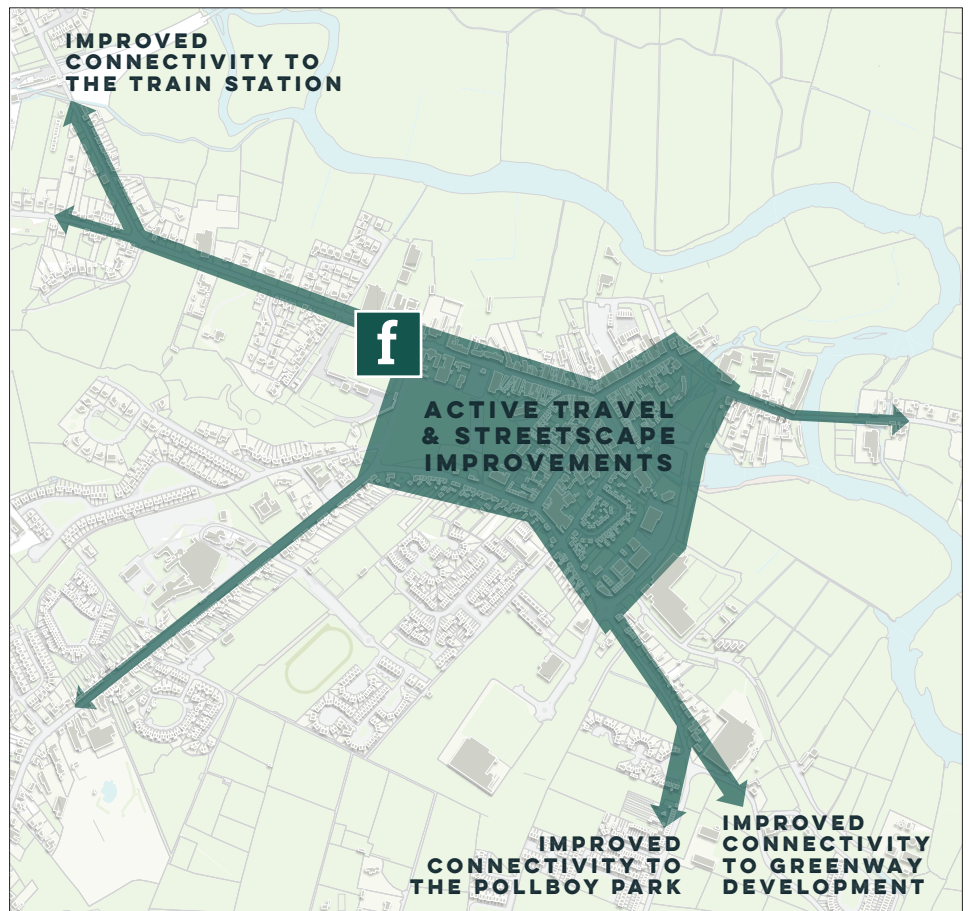 IMPROVED
CONNECTIVITY TO
THE TRAIN STATION
f
ACTIVE TRAVEL
& STREETSCAPE
IMPROVEMENTS
IMPROVED
CONNECTIVITY TO
THE POLLBOY PARK
IMPROVED
CONNECTIVITY
TO GREENWAY
DEVELOPMENT